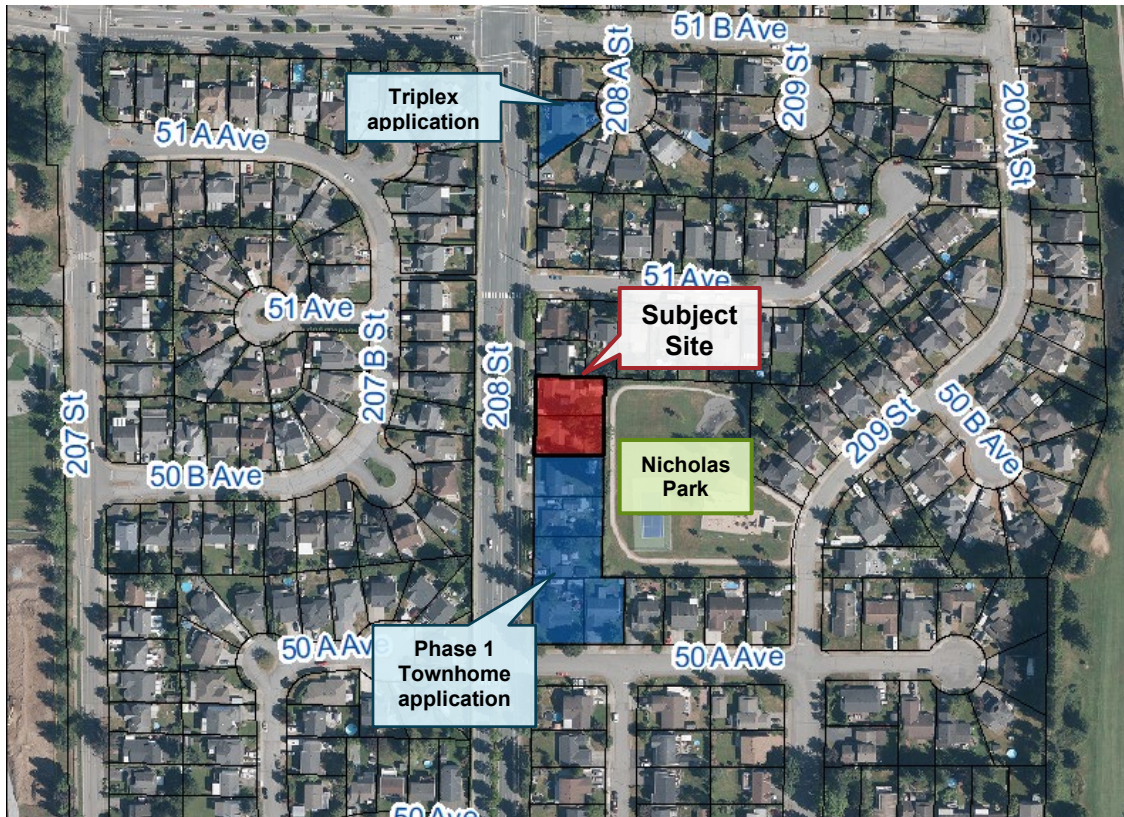 51 B Ave
208 A St
209 St
209 A St
Triplex
application
51 A Ave
51 Ave
51 Ave
Subject
Site
207 B St
208 St
207 St
50 B Ave
209 St
50 B Ave
Nicholas
Park
50 A Ave
Phase 1
Townhome
application
50 A Ave
50 Ave